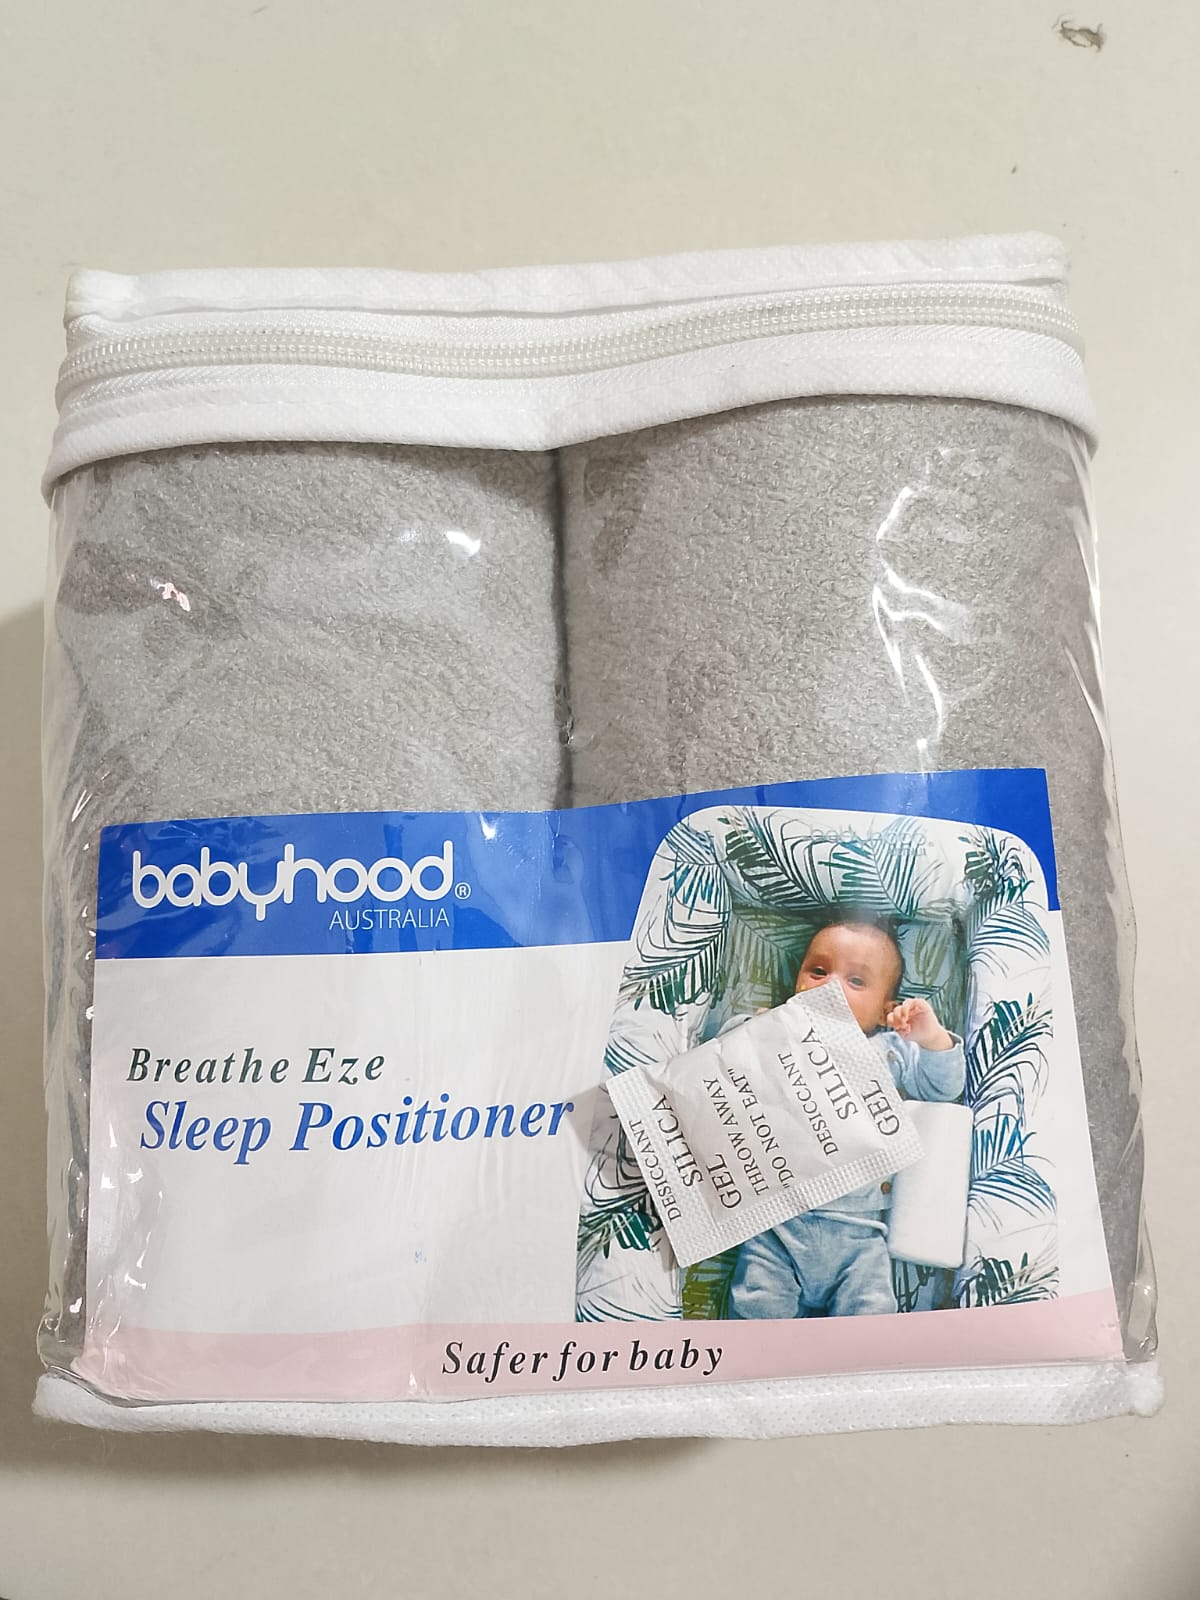 babyhood®
AUSTRALIA
Breathe Eze
Sleep Positioner
DESICCANT
SILICA
GEL
THROW AWAY
"DO NOT EAT"
DESICCANT
SILICA
GEL
Safer for baby